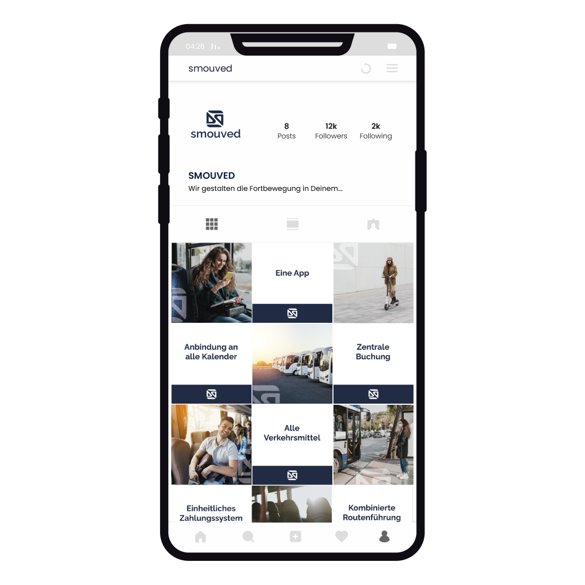 04:26
smouved
smouved
8
Posts
12k
Followers
2k
Following
SMOUVED
Wir gestalten die Fortbewegung in Deinem...
Eine App
Anbindung an
alle Kalender
Zentrale
Buchung
Alle
Verkehrsmittel
Einheitliches
Zahlungssystem
Kombinierte
Routenführung